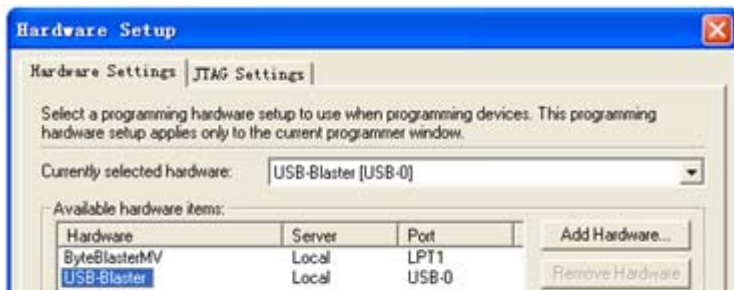 Hardware Setup
Hardware Settings JTAG Settings
Select a programming hardware setup to use when programming devices. This programming
hardware setup applies only to the current programmer window.
Currently selected hardware: USB-Blaster [USB-0]
Available hardware items:
Hardware Server Port Add Hardware...
ByteBlasterMV Local LPT1
USB-Blaster Local USB-0 Remove Hardware